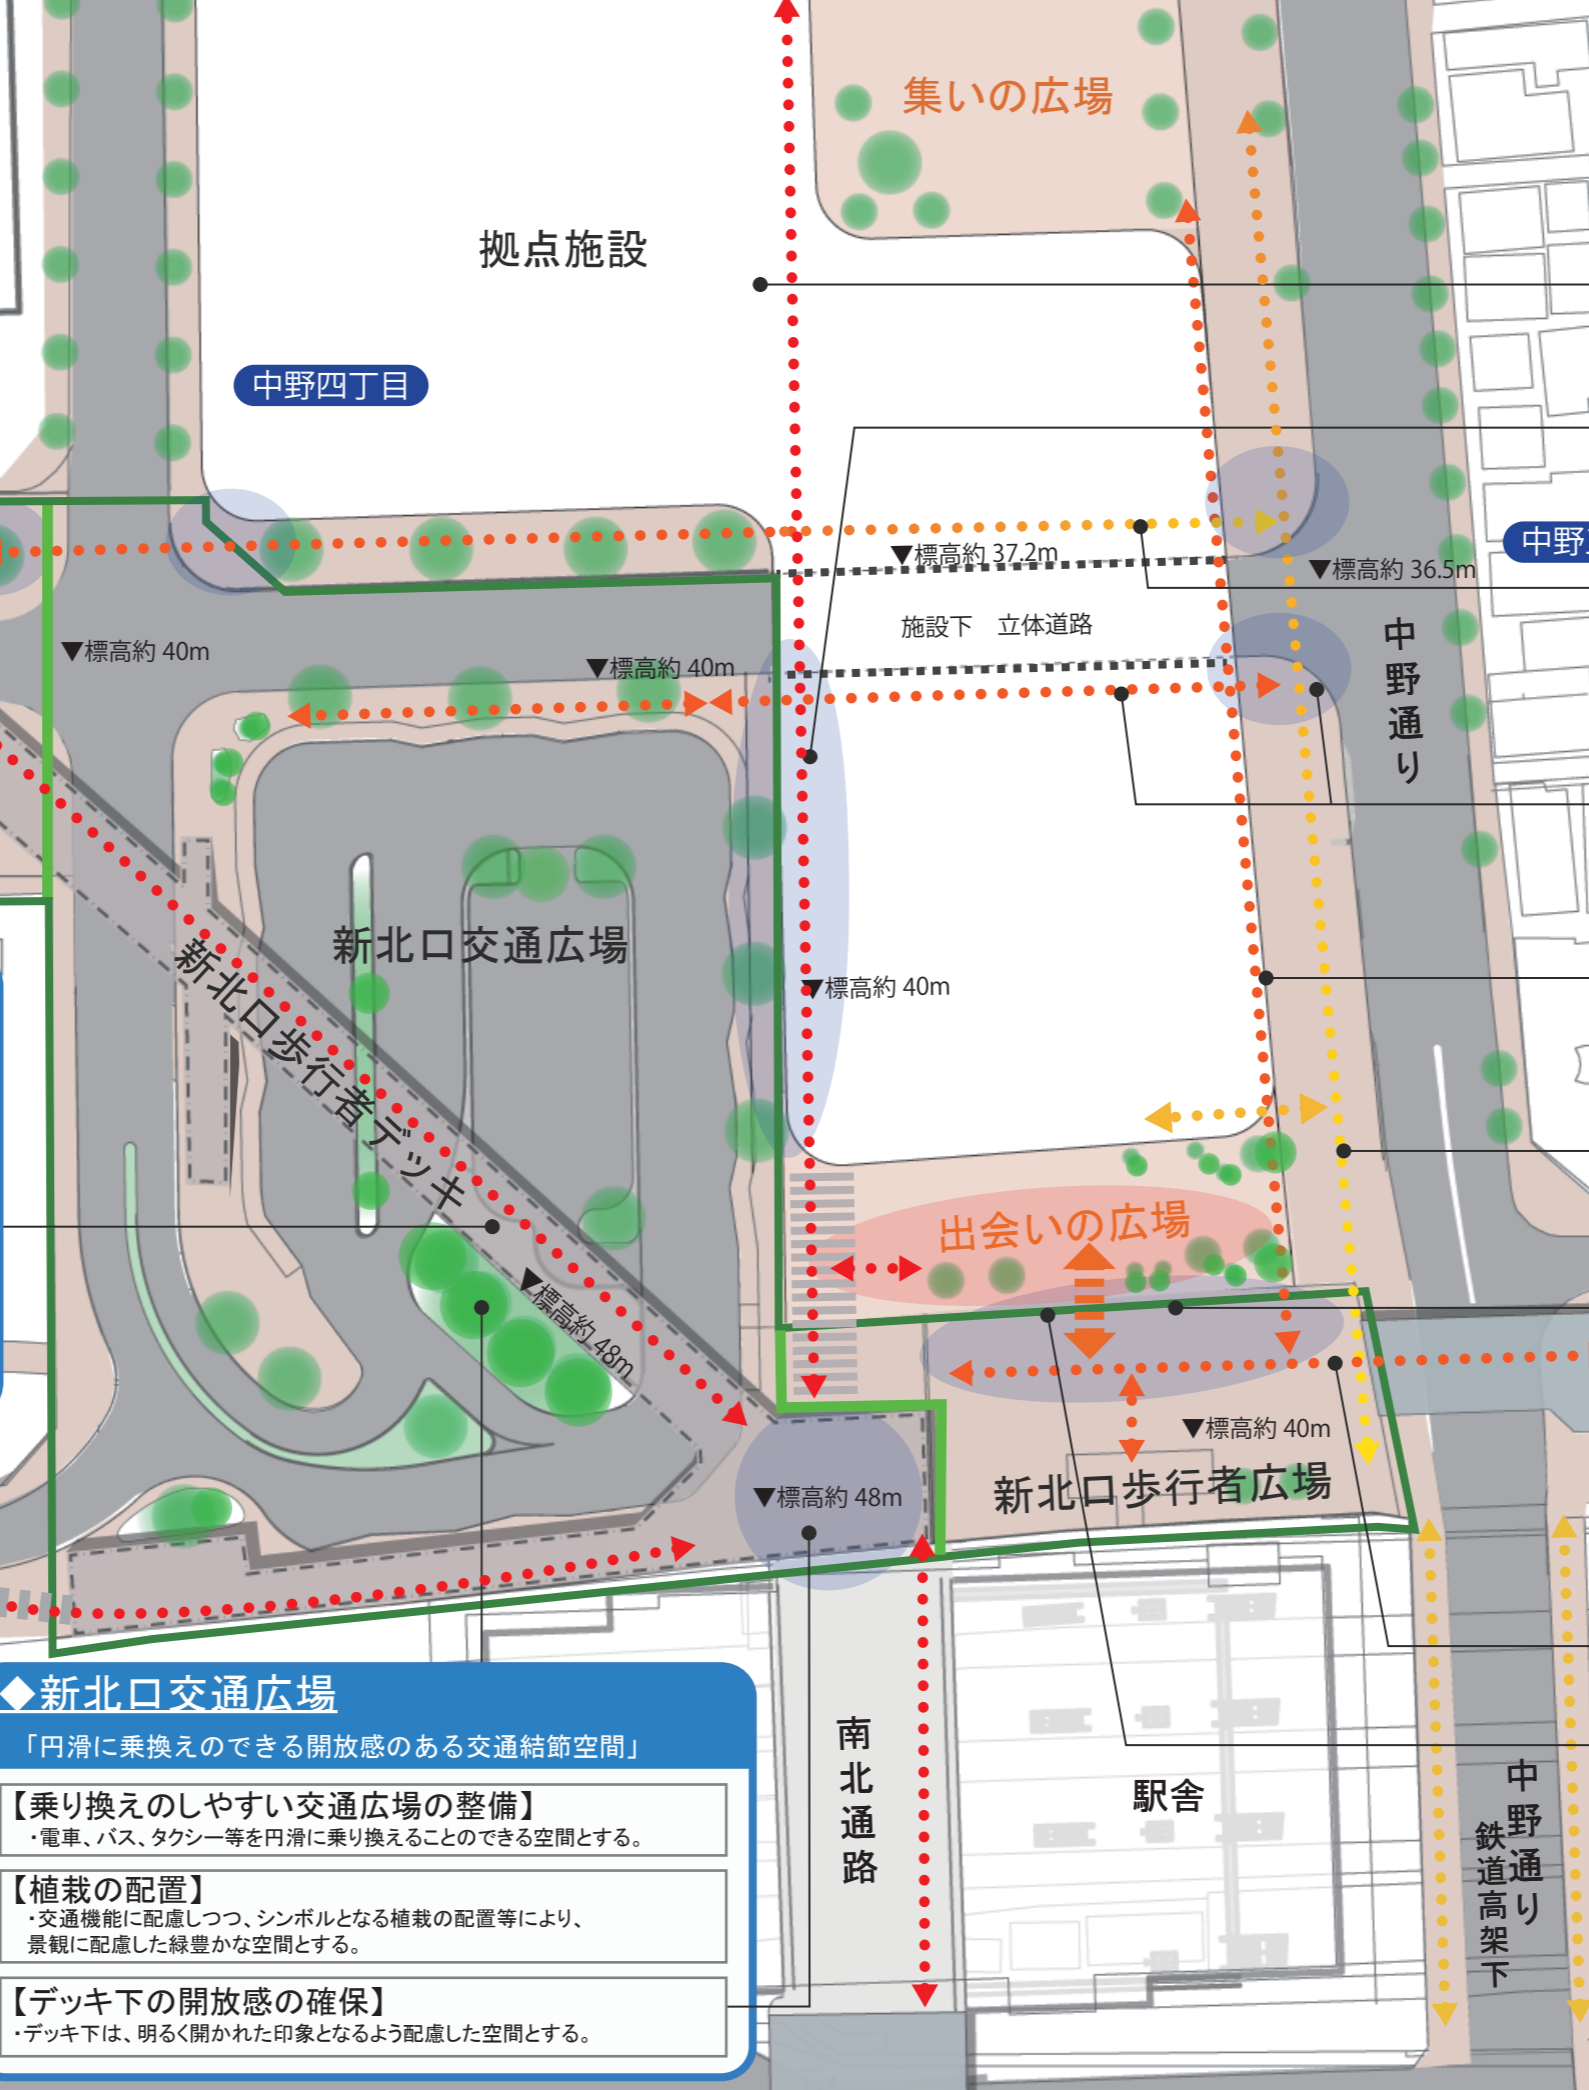 集いの広場
拠点施設
中野四丁目
中野
▼標高約 37.2m
▼標高約 36.5m
施設下　立体道路
中野通り
▼標高約 40m
▼標高約 40m
新北口交通広場
新北口歩行者デッキ
▼標高約 40m
出会いの広場
▼標高約 48m
▼標高約 40m
新北口歩行者広場
▼標高約 48m
南北通路
駅舎
中野通り
鉄道高架下
◆新北口交通広場
「円滑に乗換えのできる開放感のある交通結節空間」
【乗り換えのしやすい交通広場の整備】
・電車、バス、タクシー等を円滑に乗り換えることのできる空間とする。
【植栽の配置】
・交通機能に配慮しつつ、シンボルとなる植栽の配置等により、
景観に配慮した緑豊かな空間とする。
【デッキ下の開放感の確保】
・デッキ下は、明るく開かれた印象となるよう配慮した空間とする。